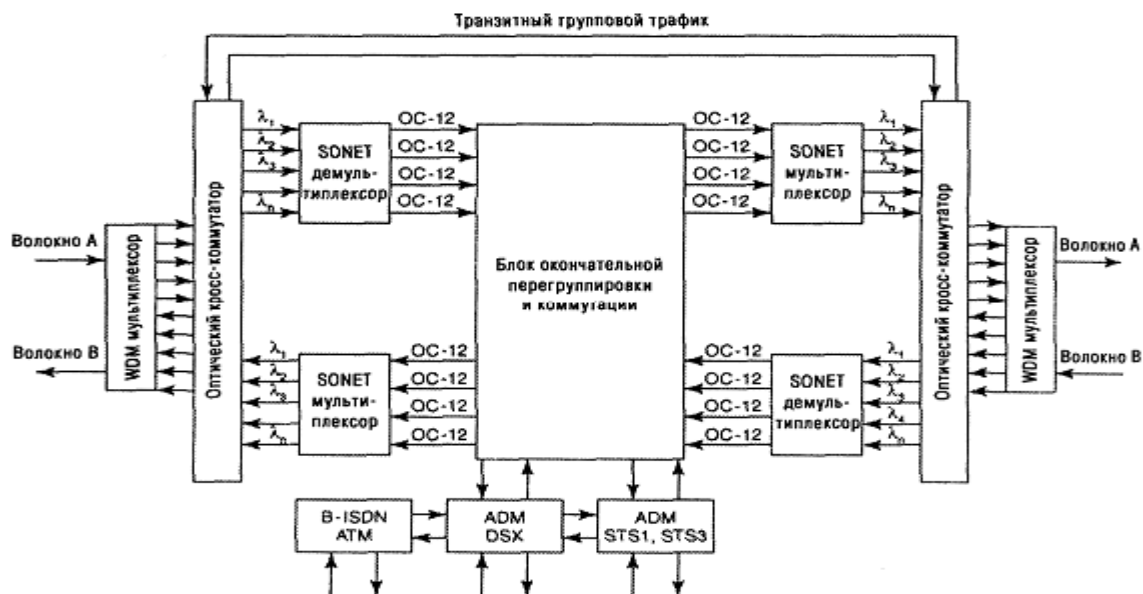 Транзитный групповой трафик
Волокно A
Волокно B
WDM мультиплексор
Оптический кросс-коммутатор
λ₁
λ₂
λ₃
λₙ
SONET
демуль-
типлексор
OC-12
OC-12
OC-12
OC-12
Блок окончательной
перегруппировки
и коммутации
OC-12
OC-12
OC-12
OC-12
SONET
мульти-
плексор
λ₁
λ₂
λ₃
λₙ
λ₁
λ₂
λ₃
λₙ
SONET
мульти-
плексор
OC-12
OC-12
OC-12
OC-12
OC-12
OC-12
OC-12
OC-12
SONET
демуль-
типлексор
λ₁
λ₂
λ₃
λ₄
λₙ
Оптический кросс-коммутатор
WDM мультиплексор
Волокно A
Волокно B
B-ISDN
ATM
ADM
DSX
ADM
STS1, STS3